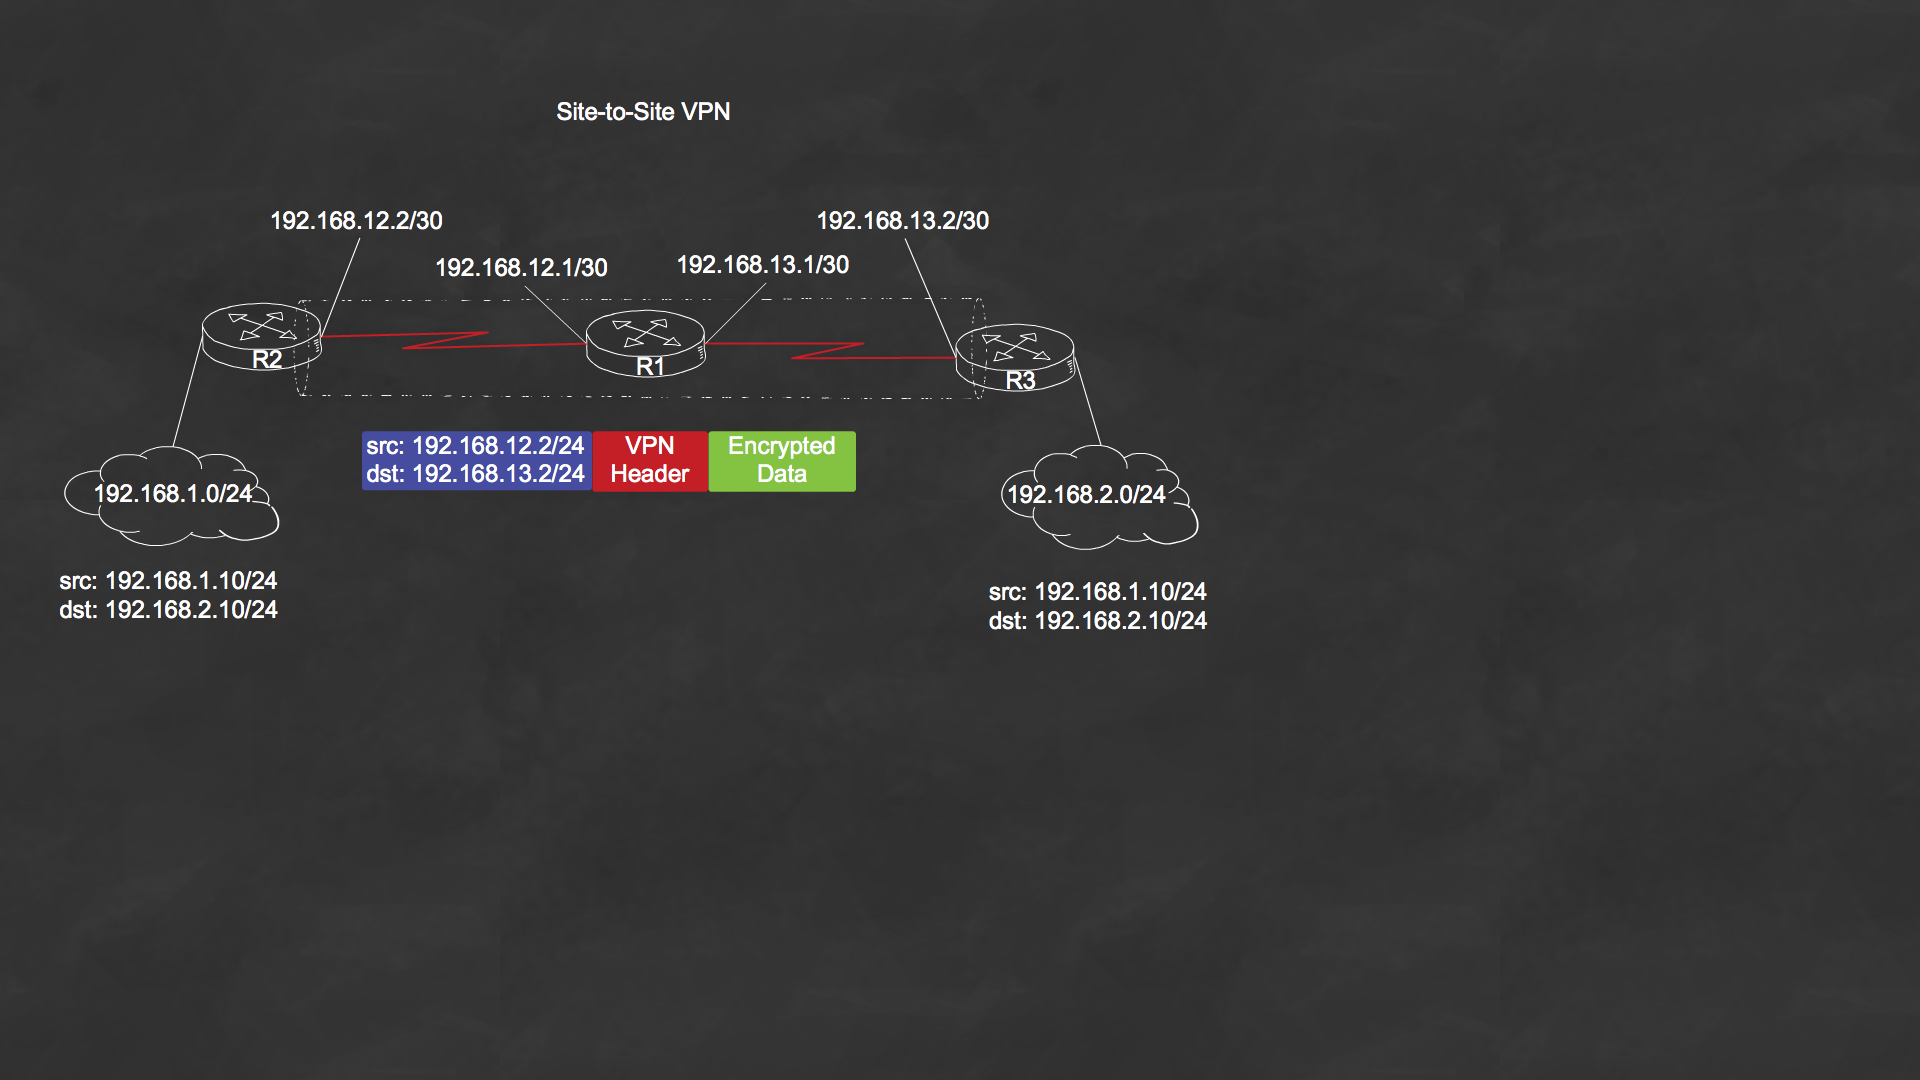 Site-to-Site VPN
192.168.12.2/30
192.168.13.2/30
192.168.12.1/30
192.168.13.1/30
R2
R1
R3
src: 192.168.12.2/24
dst: 192.168.13.2/24
VPN
Header
Encrypted
Data
192.168.1.0/24
192.168.2.0/24
src: 192.168.1.10/24
dst: 192.168.2.10/24
src: 192.168.1.10/24
dst: 192.168.2.10/24